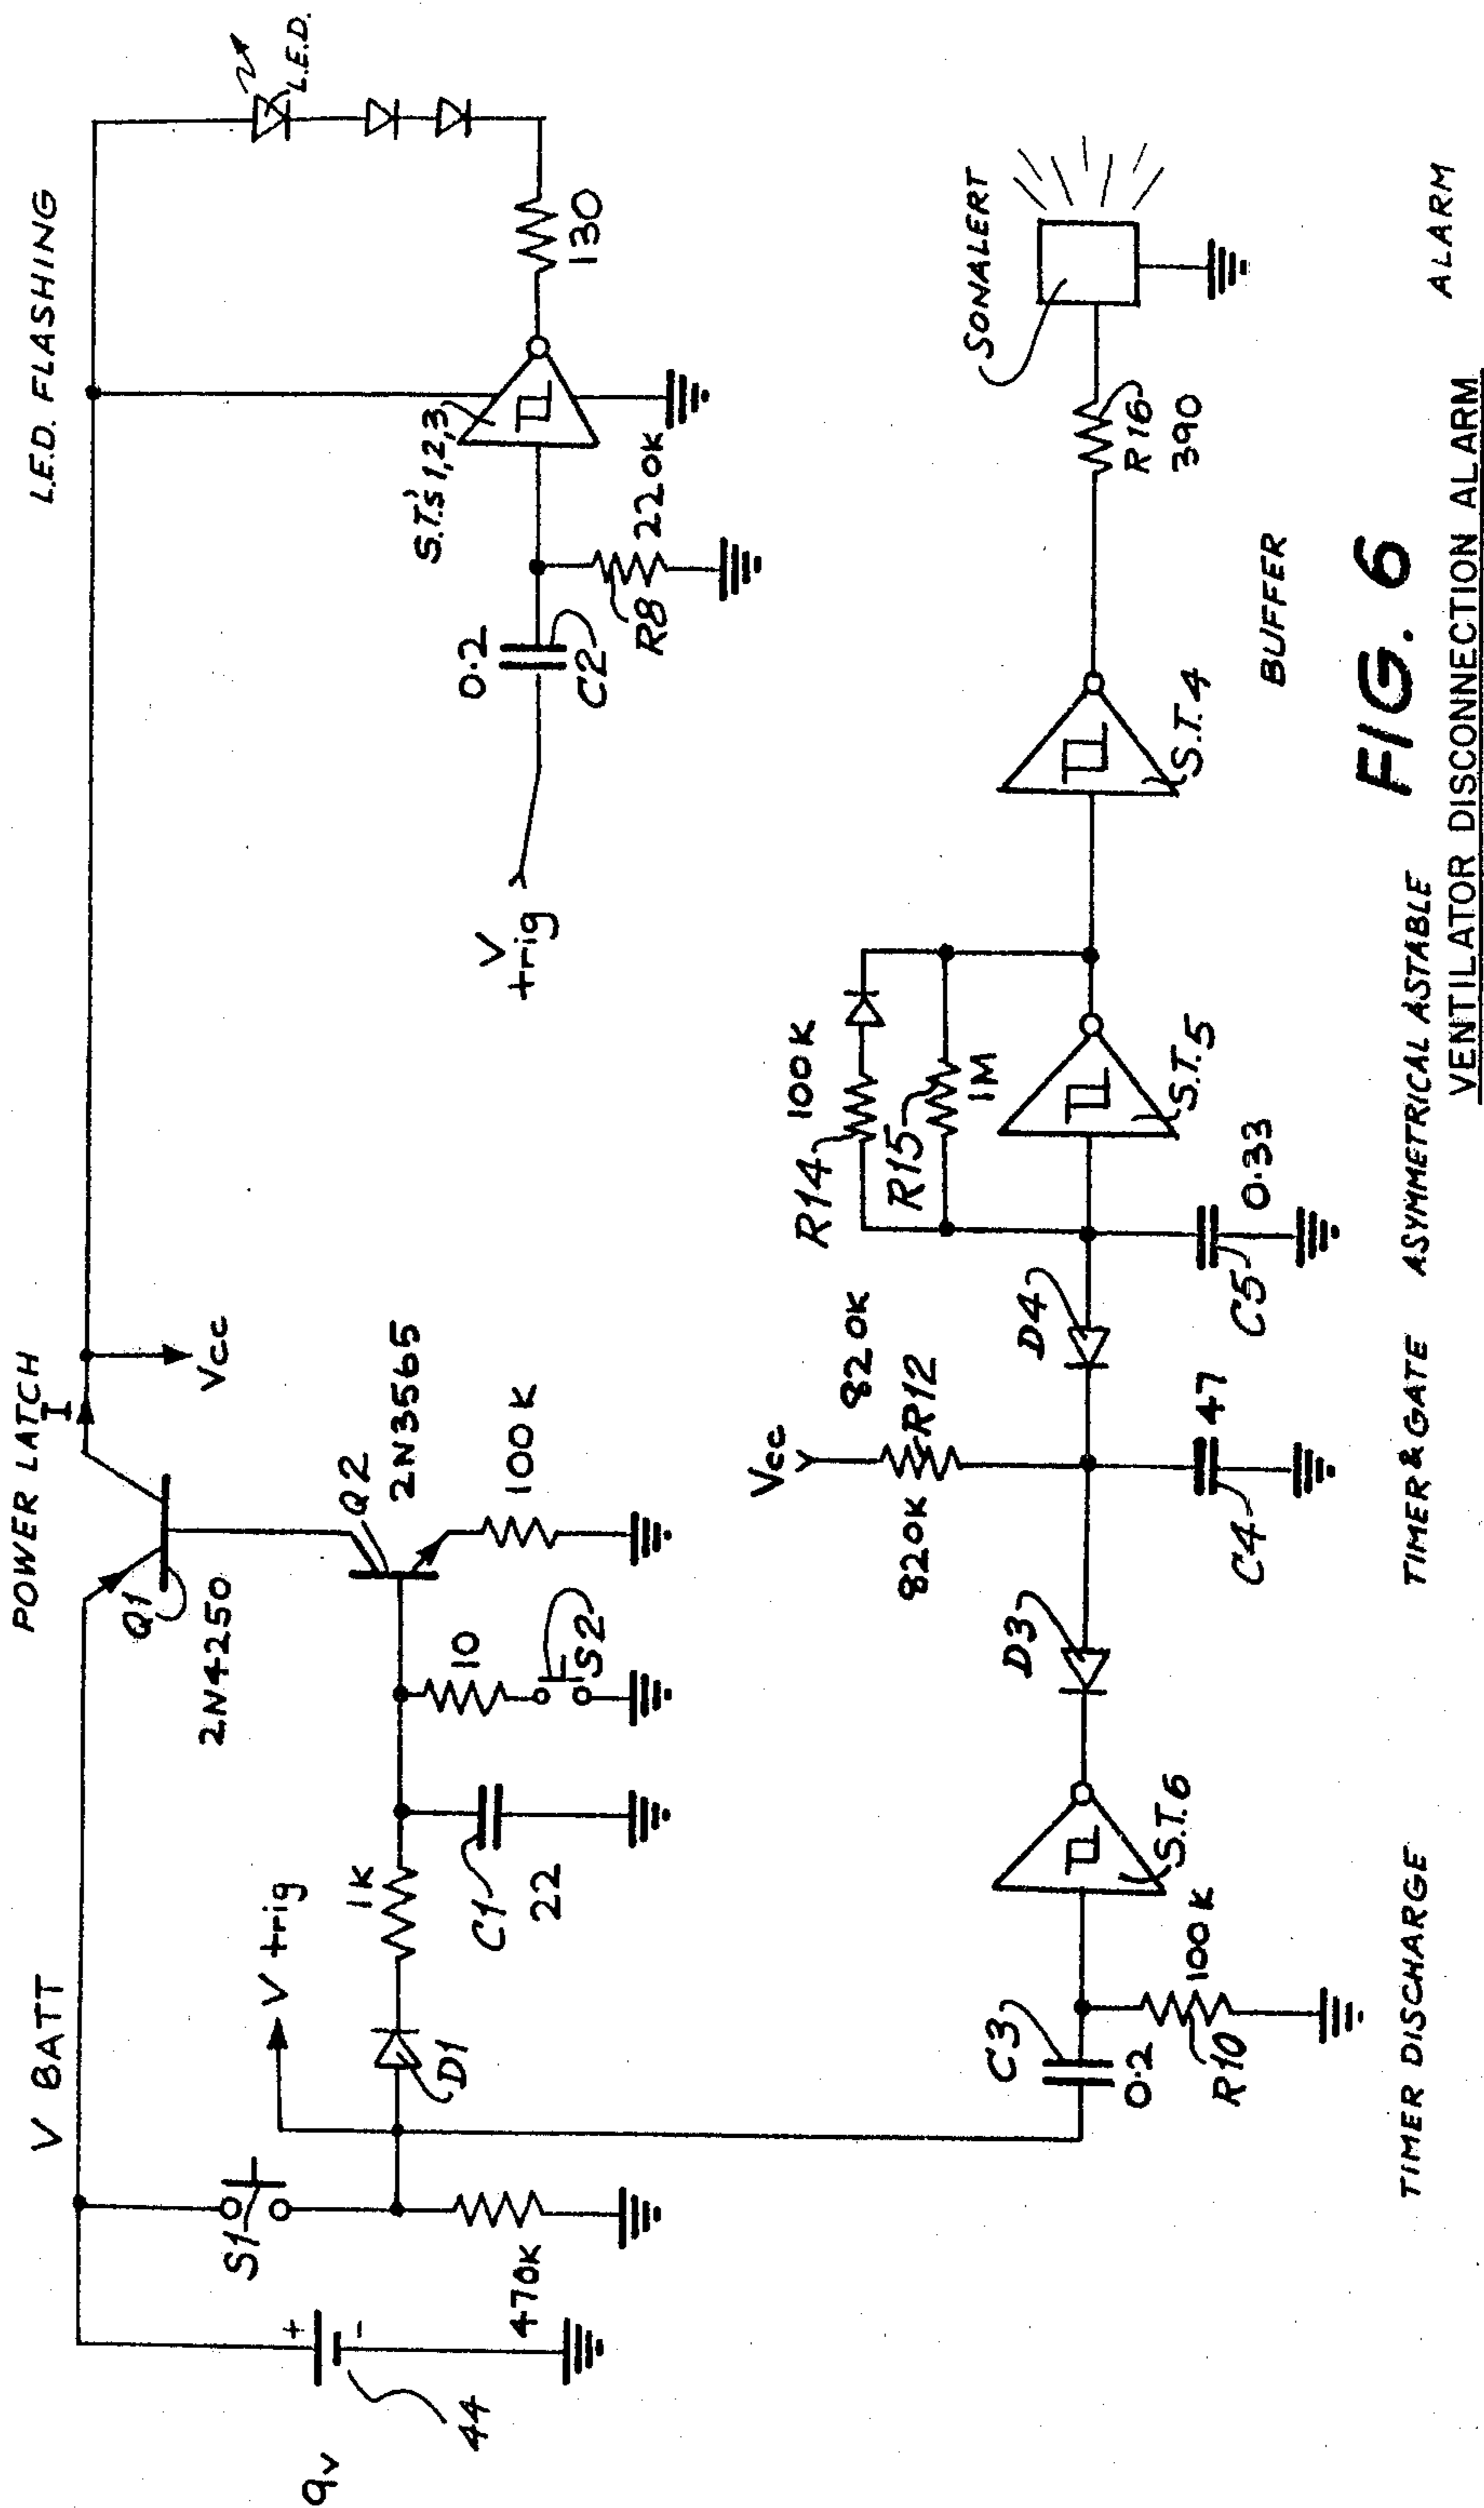 POWER LATCH
L.E.D. FLASHING
V BATT
I
Vcc
L.E.D.
Q1
2N4250
S1
V trig
Q2
2N3565
S.T.'s 1,2,3
130
9v
+
-
44
470K
D1
1K
C1
22
10
S2
100K
V
trig
0.2
C2
R8
220K
Vcc
820K
R12
820K
R14
100K
R15
1M
SONALERT
C3
0.2
R10
100K
S.T.6
D3
D4
C4
47
C5
0.33
S.T.5
S.T.4
R16
390
BUFFER
FIG. 6
TIMER DISCHARGE
TIMER & GATE
ASYMMETRICAL ASTABLE
ALARM
VENTILATOR DISCONNECTION ALARM